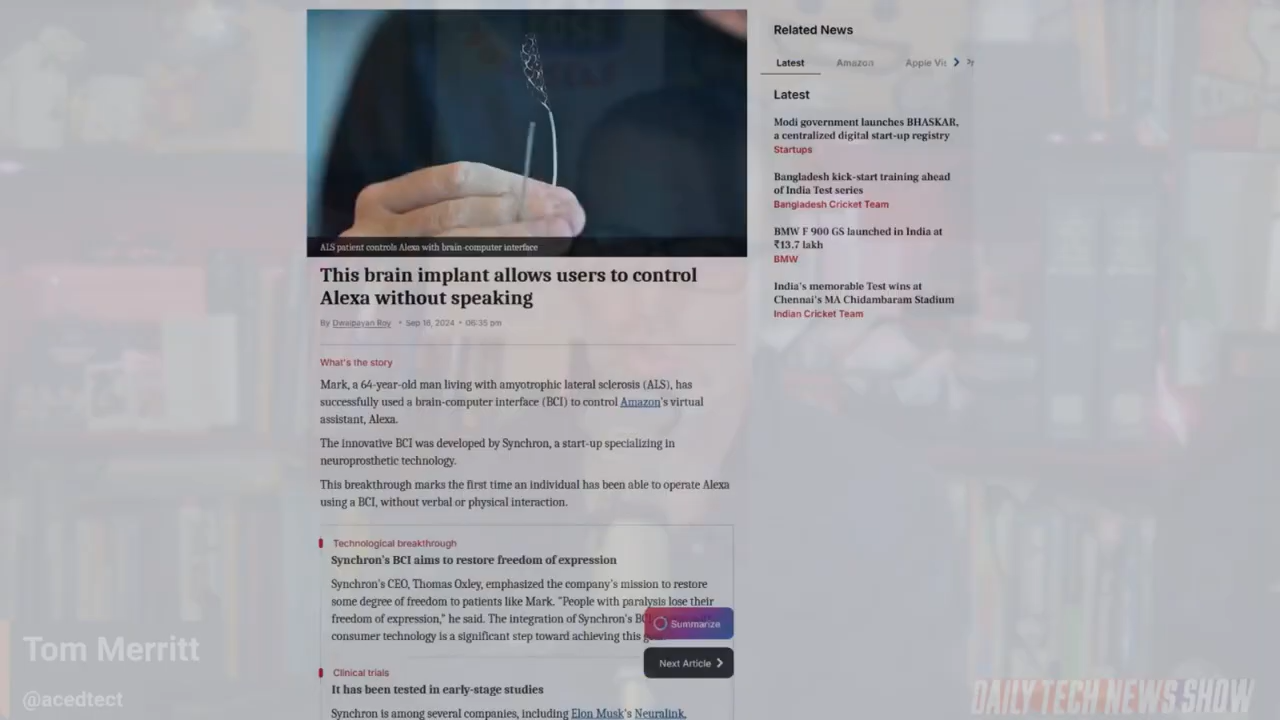 ALS patient controls Alexa with brain-computer interface
This brain implant allows users to control
Alexa without speaking
By Dwaipayan Roy • Sep 18, 2024 • 06:35 pm
What's the story
Mark, a 64-year-old man living with amyotrophic lateral sclerosis (ALS), has
successfully used a brain-computer interface (BCI) to control Amazon's virtual
assistant, Alexa.
The innovative BCI was developed by Synchron, a start-up specializing in
neuroprosthetic technology.
This breakthrough marks the first time an individual has been able to operate Alexa
using a BCI, without verbal or physical interaction.
Technological breakthrough
Synchron's BCI aims to restore freedom of expression
Synchron's CEO, Thomas Oxley, emphasized the company's mission to restore
some degree of freedom to patients like Mark. "People with paralysis lose their
freedom of expression," he said. The integration of Synchron's BCI
consumer technology is a significant step toward achieving this
Summarize
Next Article
Clinical trials
It has been tested in early-stage studies
Synchron is among several companies, including Elon Musk's Neuralink,
Related News
Latest
Amazon
Apple Vis
Latest
Modi government launches BHASKAR,
a centralized digital start-up registry
Startups
Bangladesh kick-start training ahead
of India Test series
Bangladesh Cricket Team
BMW F 900 GS launched in India at
₹13.7 lakh
BMW
India's memorable Test wins at
Chennai's MA Chidambaram Stadium
Indian Cricket Team
Tom Merritt
@acedtect
DAILY TECH NEWS SHOW